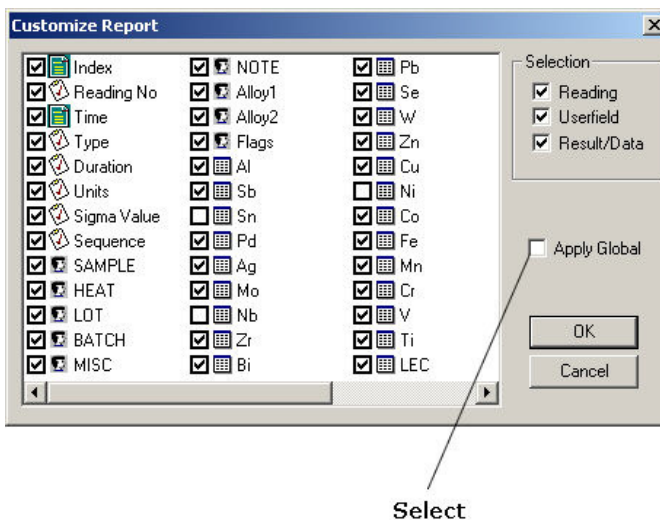 Customize Report
Index
Reading No
Time
Type
Duration
Units
Sigma Value
Sequence
SAMPLE
HEAT
LOT
BATCH
MISC
NOTE
Alloy1
Alloy2
Flags
Al
Sb
Sn
Pd
Ag
Mo
Nb
Zr
Bi
Pb
Se
W
Zn
Cu
Ni
Co
Fe
Mn
Cr
V
Ti
LEC
Selection
Reading
Userfield
Result/Data
Apply Global
OK
Cancel
Select